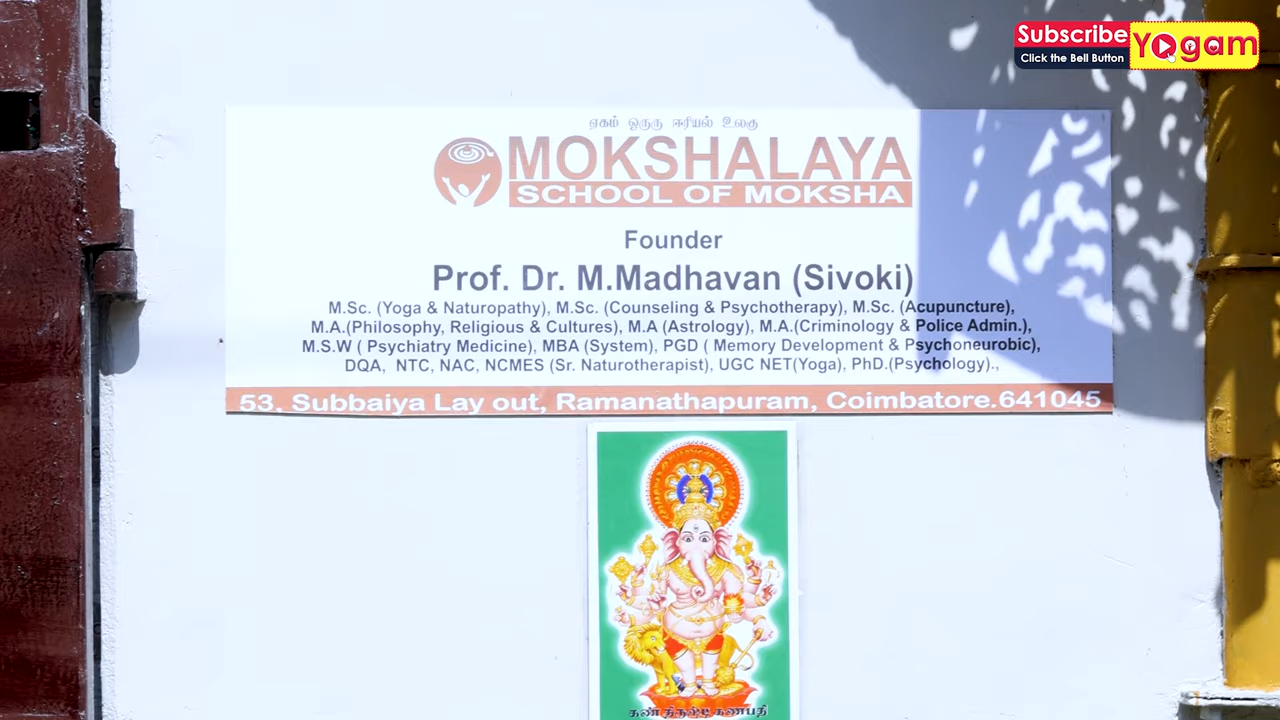 Subscribe
Click the Bell Button
Yogam
ஏகம் ஒருரு ஈரியல் உலகு
MOKSHALAYA
SCHOOL OF MOKSHA
Founder
Prof. Dr. M.Madhavan (Sivoki)
M.Sc. (Yoga & Naturopathy), M.Sc. (Counseling & Psychotherapy), M.Sc. (Acupuncture),
M.A.(Philosophy, Religious & Cultures), M.A (Astrology), M.A.(Criminology & Police Admin.),
M.S.W ( Psychiatry Medicine), MBA (System), PGD ( Memory Development & Psychoneurobic),
DQA, NTC, NAC, NCMES (Sr. Naturotherapist), UGC NET(Yoga), PhD.(Psychology).,
53, Subbaiya Lay out, Ramanathapuram, Coimbatore.641045
கண் திருஷ்டி கணபதி